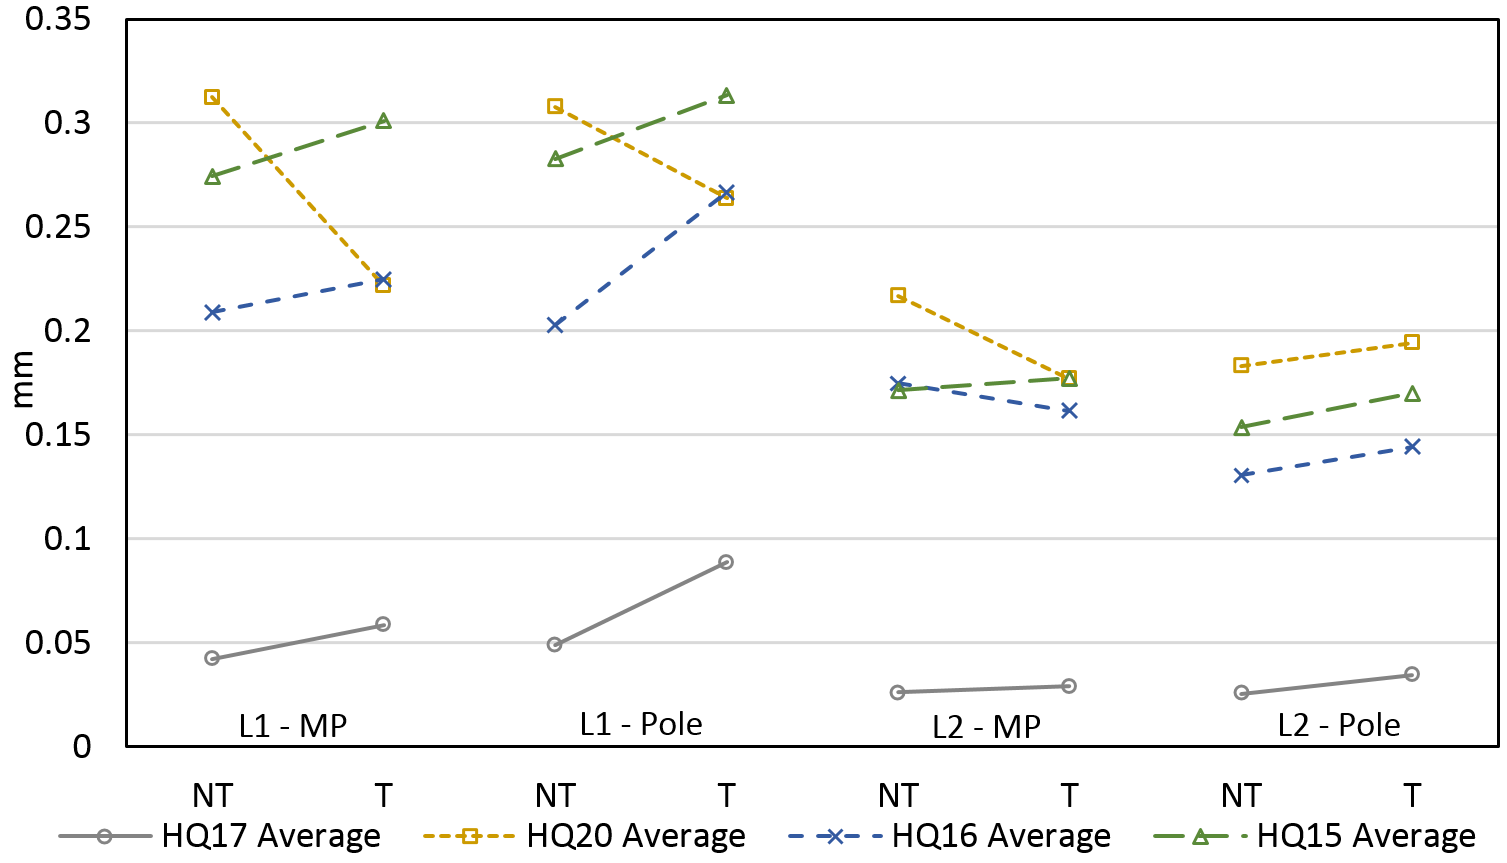 0.35
0.3
0.25
0.2
0.15
0.1
0.05
0
mm
L1 - MP
L1 - Pole
L2 - MP
L2 - Pole
NT T NT T NT T NT T
HQ17 Average HQ20 Average HQ16 Average HQ15 Average